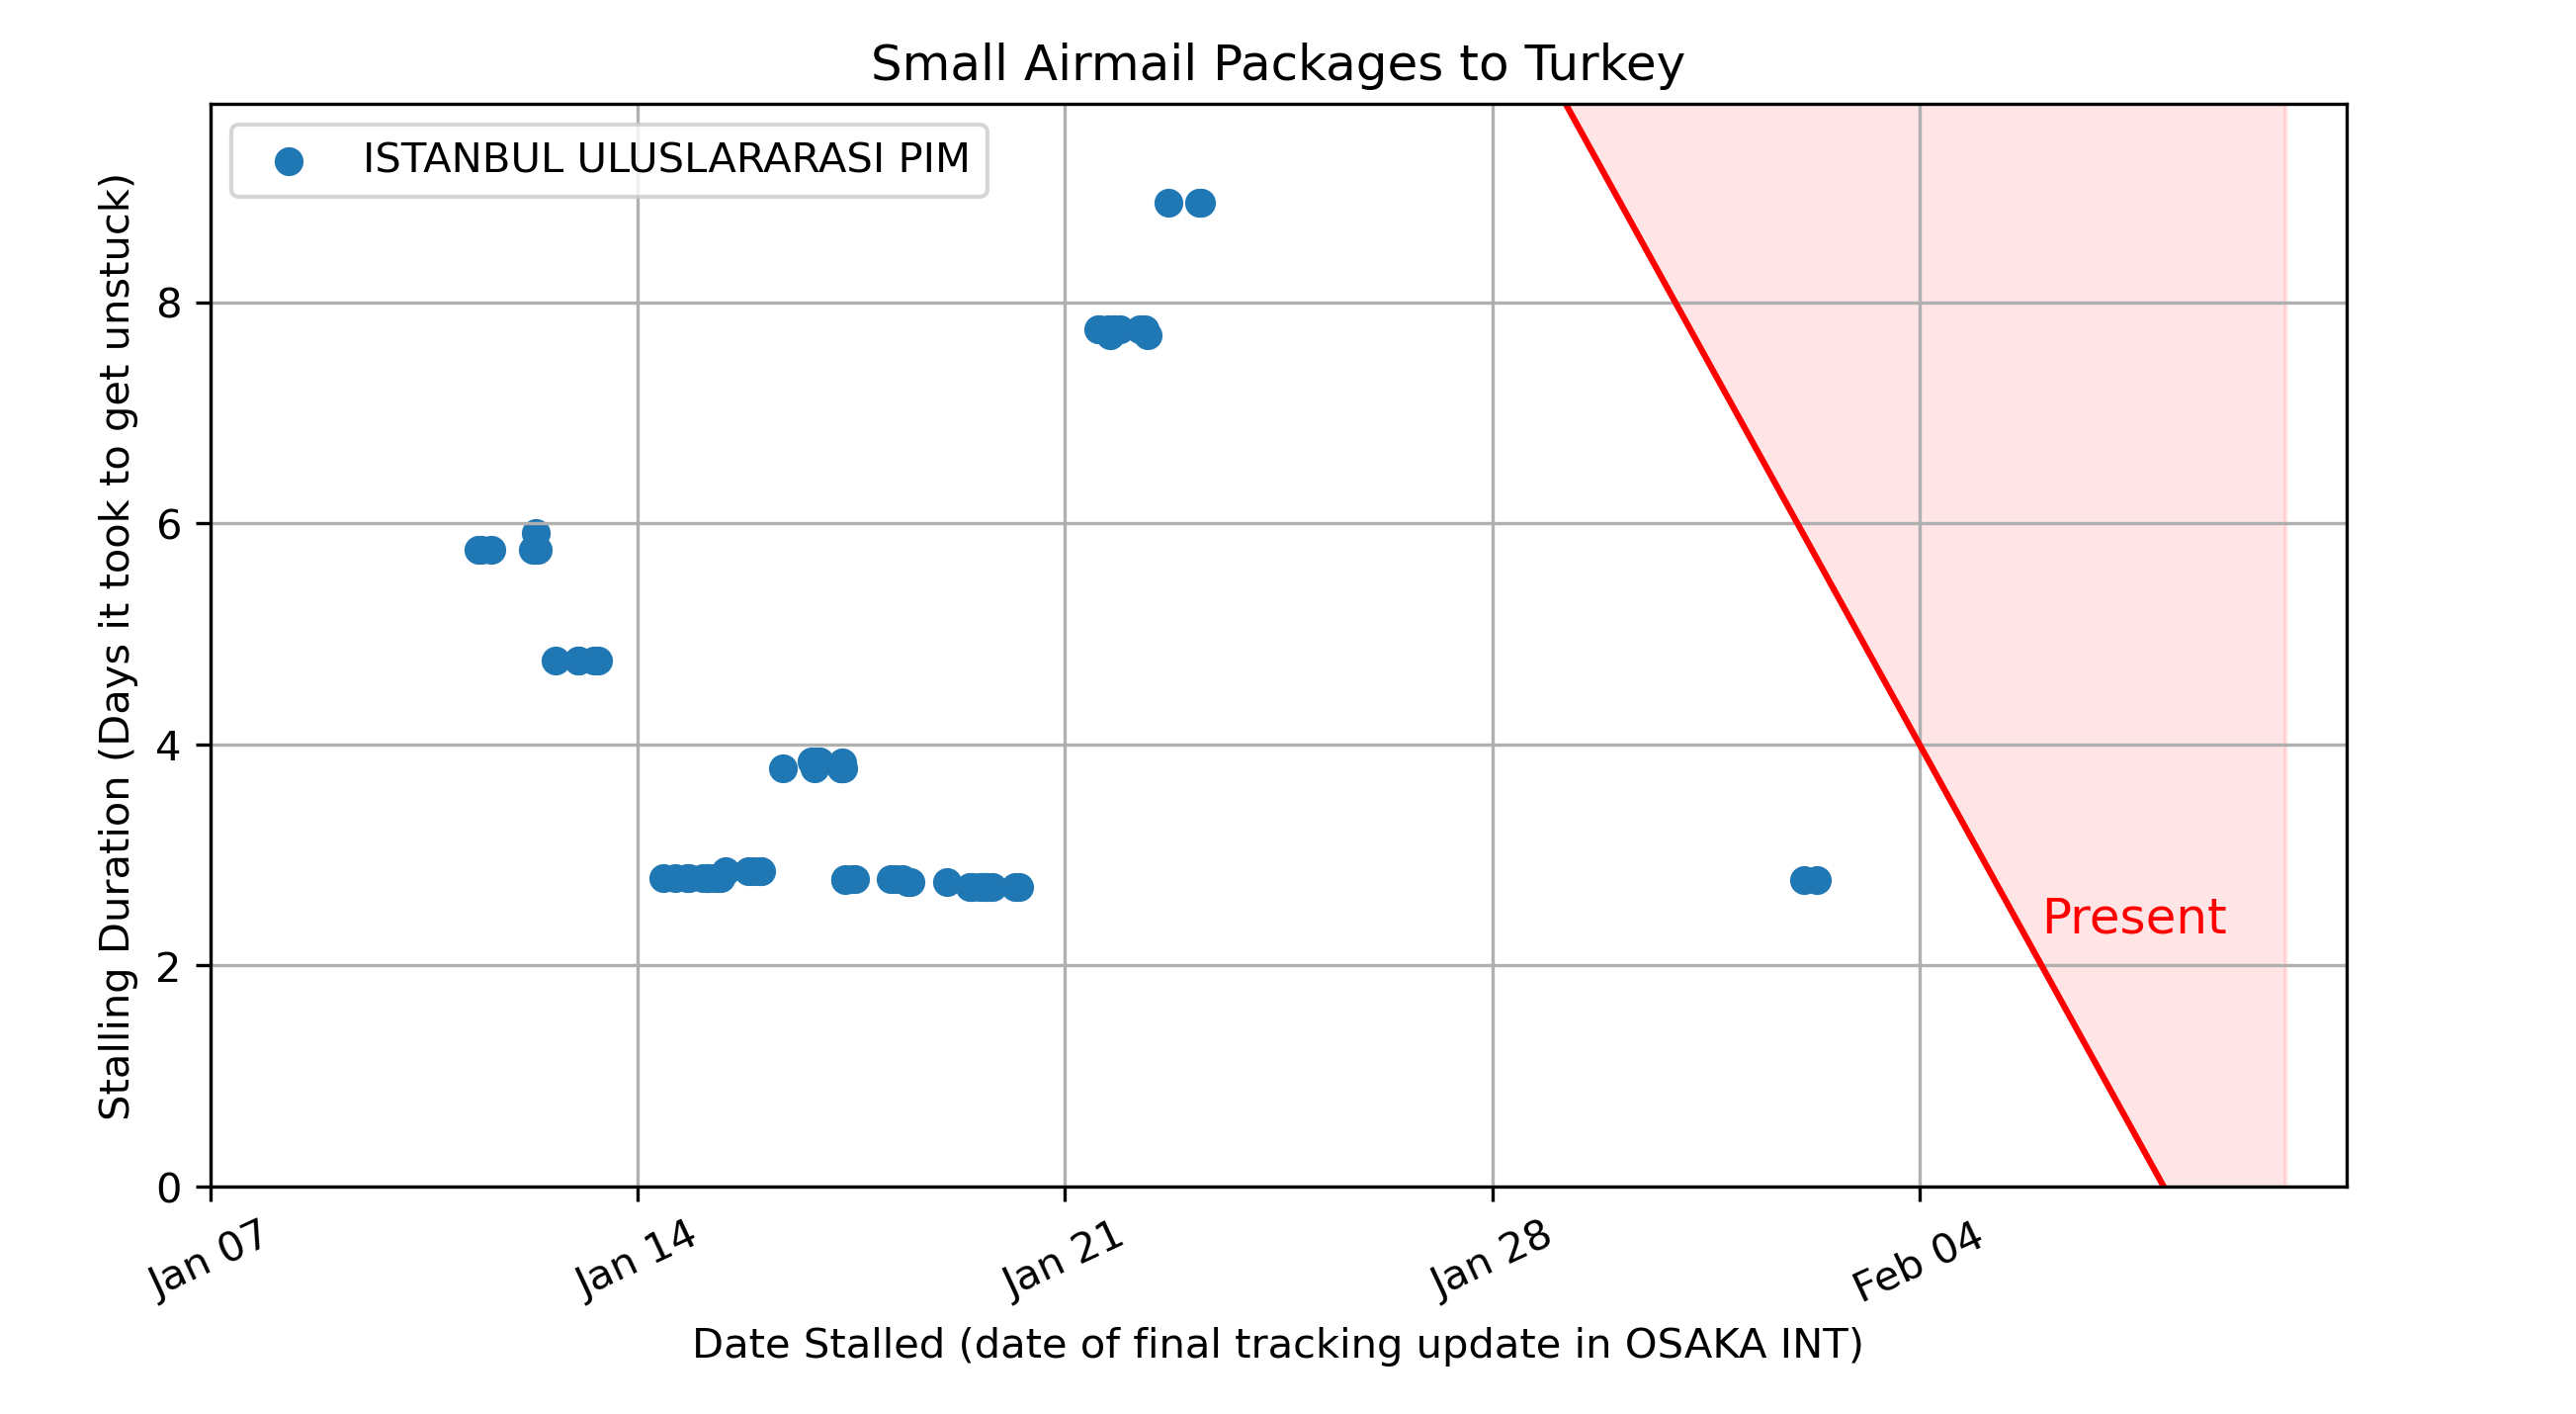 Small Airmail Packages to Turkey
ISTANBUL ULUSLARARASI PIM
Stalling Duration (Days it took to get unstuck)
8
6
4
2
0
Present
Jan 07
Jan 14
Jan 21
Jan 28
Feb 04
Date Stalled (date of final tracking update in OSAKA INT)